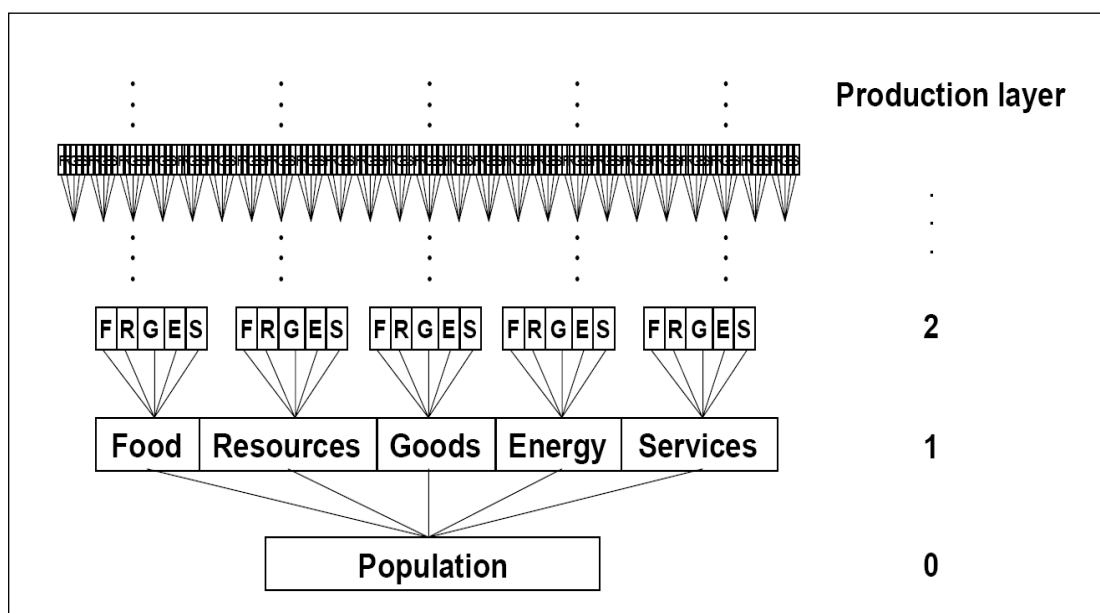 Production layer
F R G E S F R G E S F R G E S F R G E S F R G E S 2
Food Resources Goods Energy Services 1
Population 0